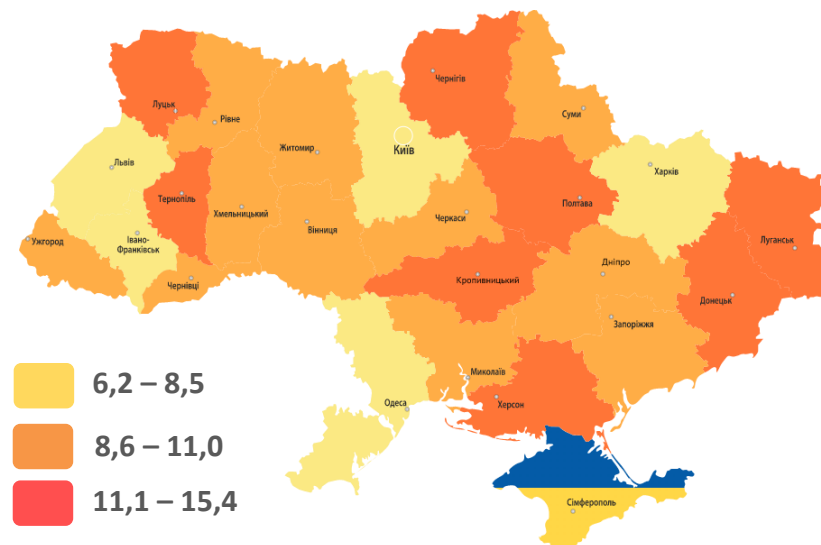 Чернігів
Луцьк
Рівне
Суми
Житомир
Київ
Львів
Харків
Тернопіль
Хмельницький
Полтава
Черкаси
Вінниця
Івано-
Франківськ
Ужгород
Луганськ
Чернівці
Кропивницький
Дніпро
Донецьк
Запоріжжя
Миколаїв
Одеса
Херсон
Сімферополь
6,2 – 8,5
8,6 – 11,0
11,1 – 15,4